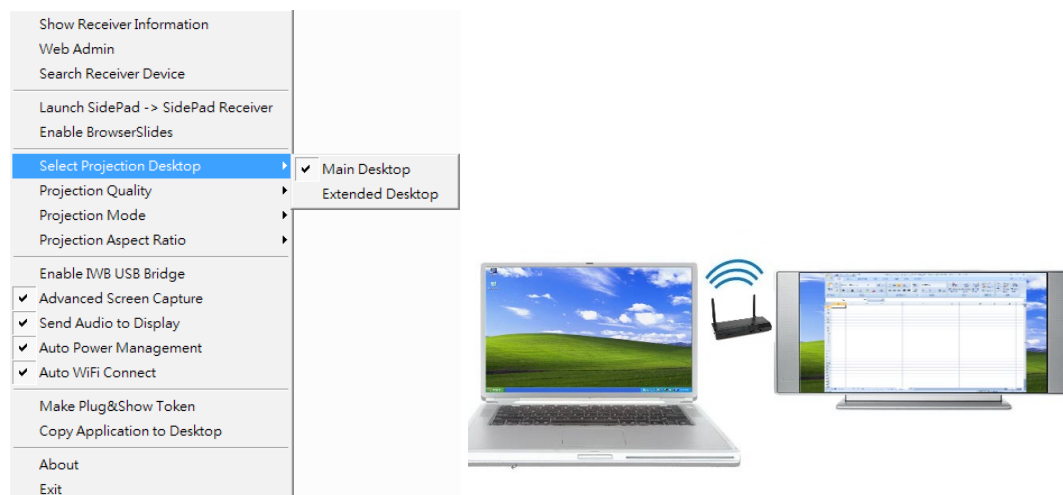 Show Receiver Information
Web Admin
Search Receiver Device
Launch SidePad -> SidePad Receiver
Enable BrowserSlides
Select Projection Desktop
Main Desktop
Extended Desktop
Projection Quality
Projection Mode
Projection Aspect Ratio
Enable IWB USB Bridge
Advanced Screen Capture
Send Audio to Display
Auto Power Management
Auto WiFi Connect
Make Plug&Show Token
Copy Application to Desktop
About
Exit